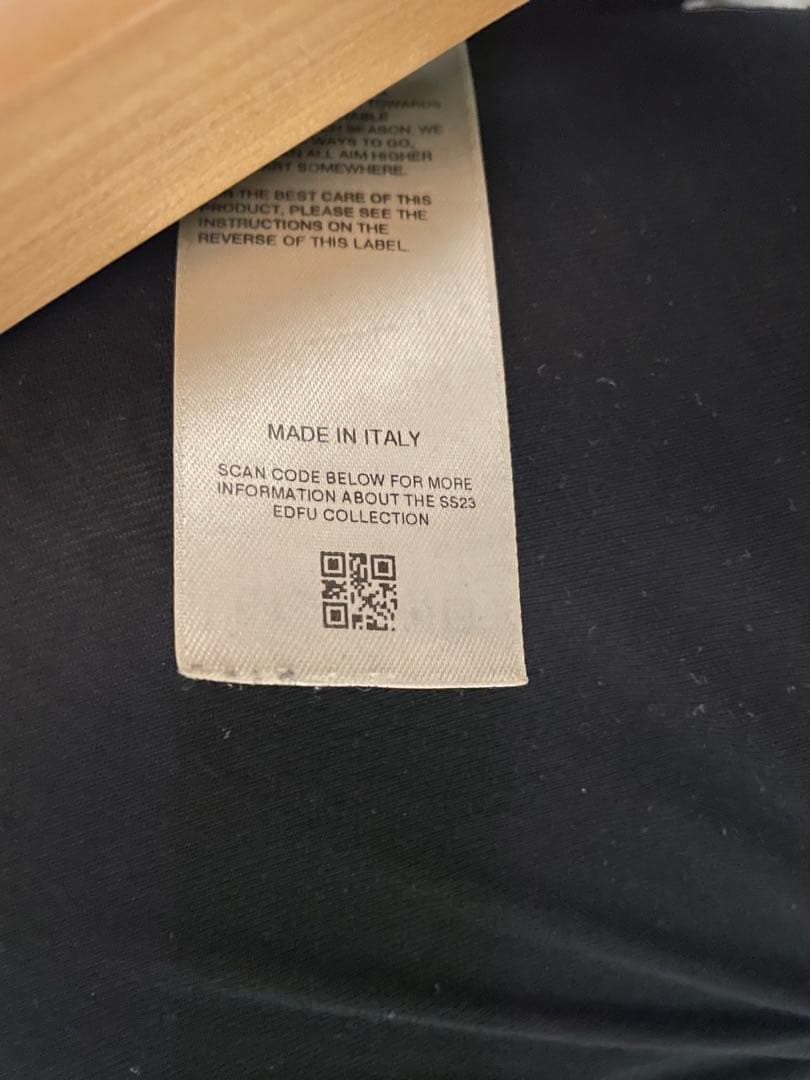 TOWARDS
SEASON. WE
WAYS TO GO,
ALL AIM HIGHER
SOMEWHERE.
THE BEST CARE OF THIS
PRODUCT, PLEASE SEE THE
INSTRUCTIONS ON THE
REVERSE OF THIS LABEL.
MADE IN ITALY
SCAN CODE BELOW FOR MORE
INFORMATION ABOUT THE SS23
EDFU COLLECTION